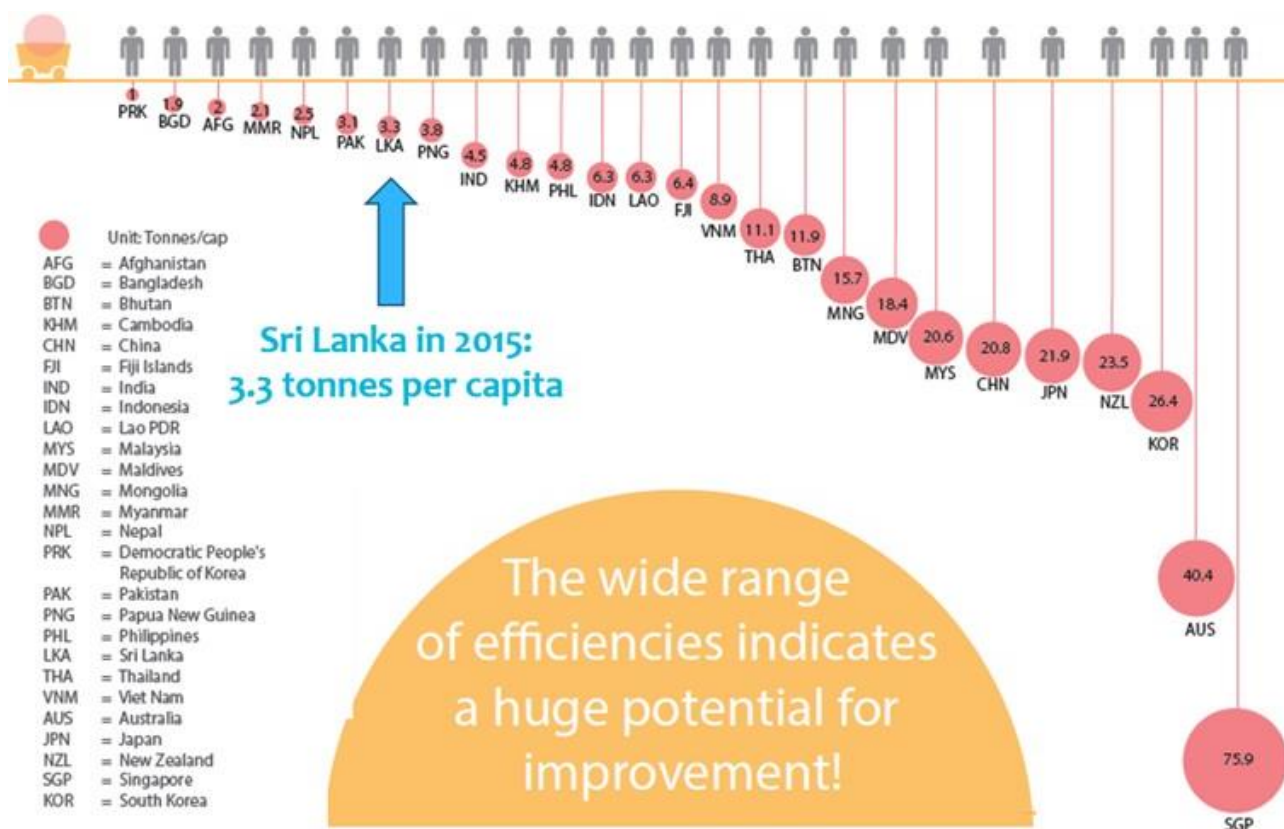 1
PRK
1.9
BGD
2
AFG
2.1
MMR
2.5
NPL
3.1
PAK
3.3
LKA
3.8
PNG
4.5
IND
4.8
KHM
4.8
PHL
6.3
IDN
6.3
LAO
6.4
FJI
8.9
VNM
11.1
THA
11.9
BTN
15.7
MNG
18.4
MDV
20.6
MYS
20.8
CHN
21.9
JPN
23.5
NZL
26.4
KOR
40.4
AUS
75.9
SGP
Unit: Tonnes/cap
AFG = Afghanistan
BGD = Bangladesh
BTN = Bhutan
KHM = Cambodia
CHN = China
FJI = Fiji Islands
IND = India
IDN = Indonesia
LAO = Lao PDR
MYS = Malaysia
MDV = Maldives
MNG = Mongolia
MMR = Myanmar
NPL = Nepal
PRK = Democratic People's
Republic of Korea
PAK = Pakistan
PNG = Papua New Guinea
PHL = Philippines
LKA = Sri Lanka
THA = Thailand
VNM = Viet Nam
AUS = Australia
JPN = Japan
NZL = New Zealand
SGP = Singapore
KOR = South Korea
Sri Lanka in 2015:
3.3 tonnes per capita
The wide range
of efficiencies indicates
a huge potential for
improvement!